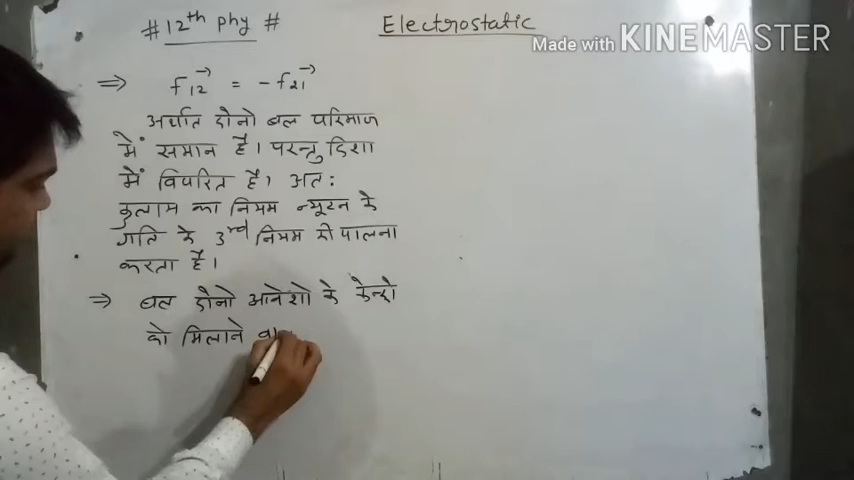 # 12th phy #
Electrostatic
Made with KINEMASTER
⇒ F₁₂→ = - F₂₁→
अर्थात दोनो बल परिमाण
में समान है। परन्तु दिशा
में विपरित है, अत:
कुलाम का नियम न्यूटन के
गति के 3rd नियम की पालना
करता है।
⇒ बल दोनो आवेशो के केन्द्रो
को मिलाने वा